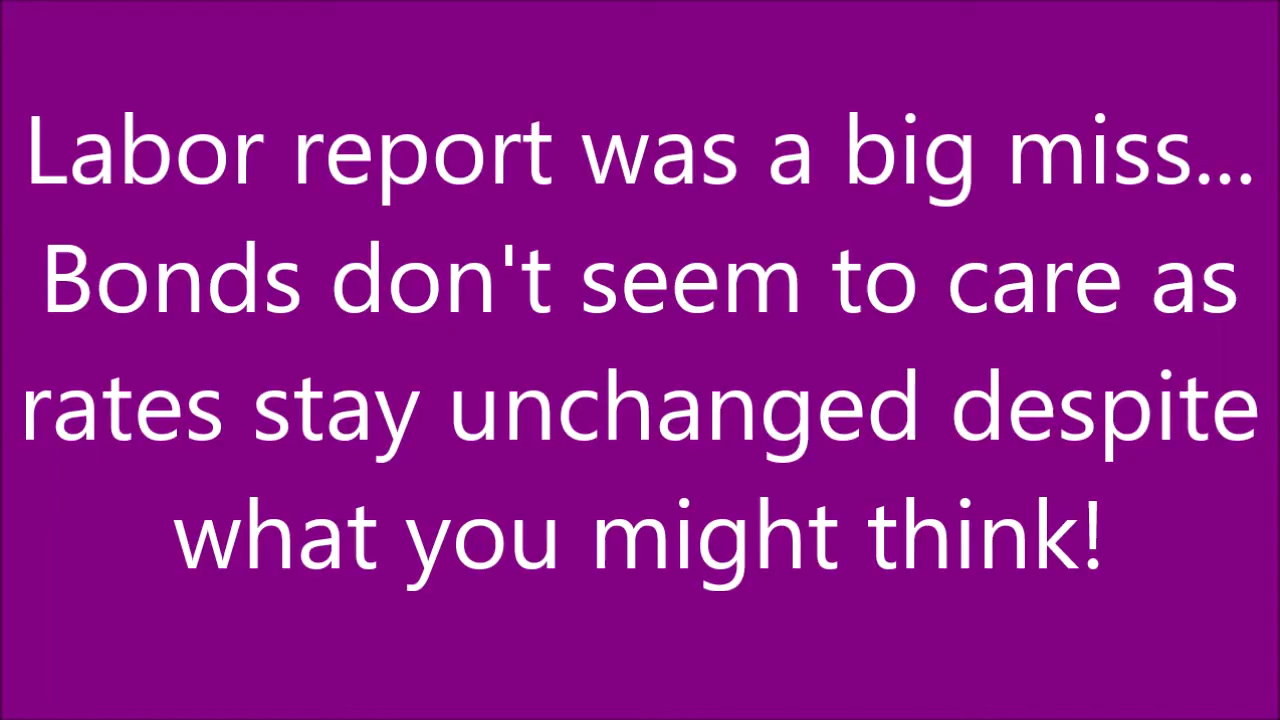 Labor report was a big miss...
Bonds don't seem to care as
rates stay unchanged despite
what you might think!